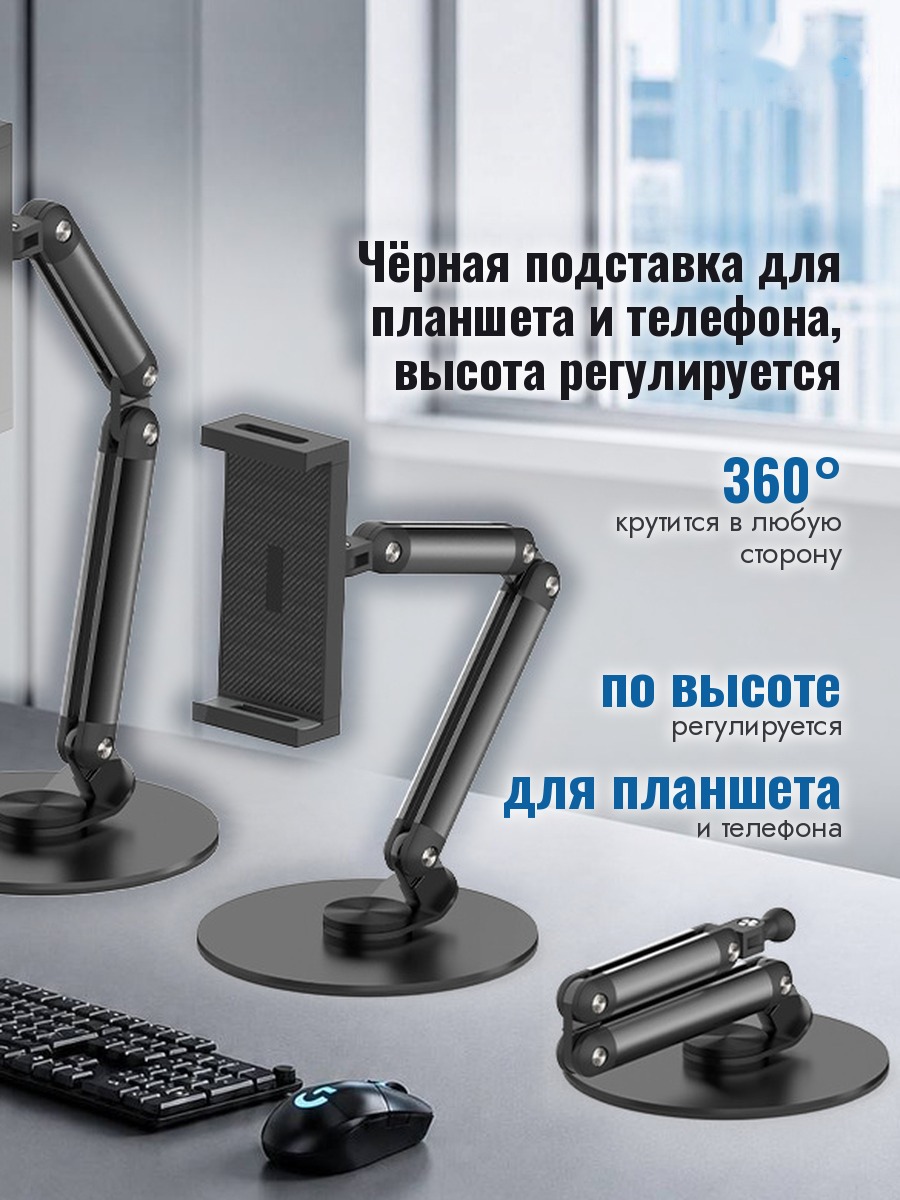 Чёрная подставка для
планшета и телефона,
высота регулируется
360°
крутится в любую
сторону
по высоте
регулируется
для планшета
и телефона